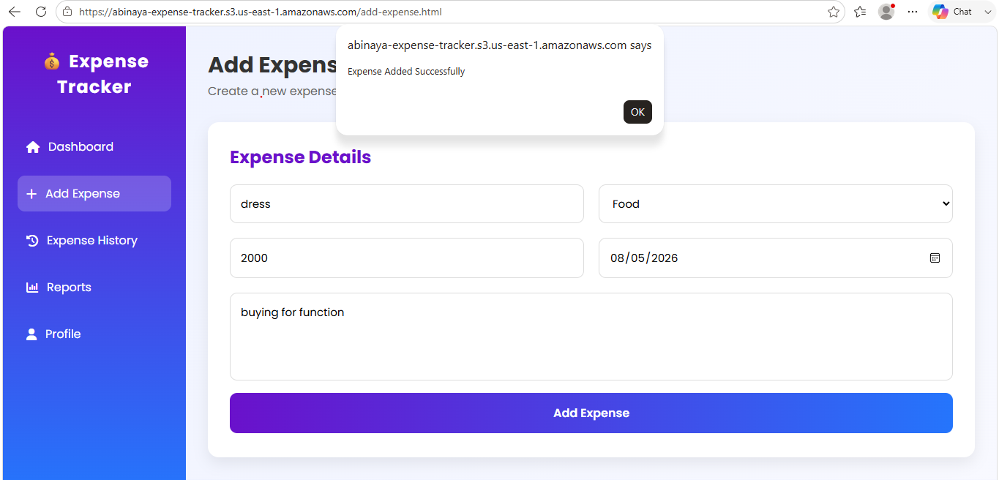 https://abinaya-expense-tracker.s3.us-east-1.amazonaws.com/add-expense.html
Chat
abinaya-expense-tracker.s3.us-east-1.amazonaws.com says
Expense Added Successfully
OK
Expense
Tracker
Dashboard
Add Expense
Expense History
Reports
Profile
Add Expens
Create a new expense
Expense Details
dress
Food
2000
08/05/2026
buying for function
Add Expense